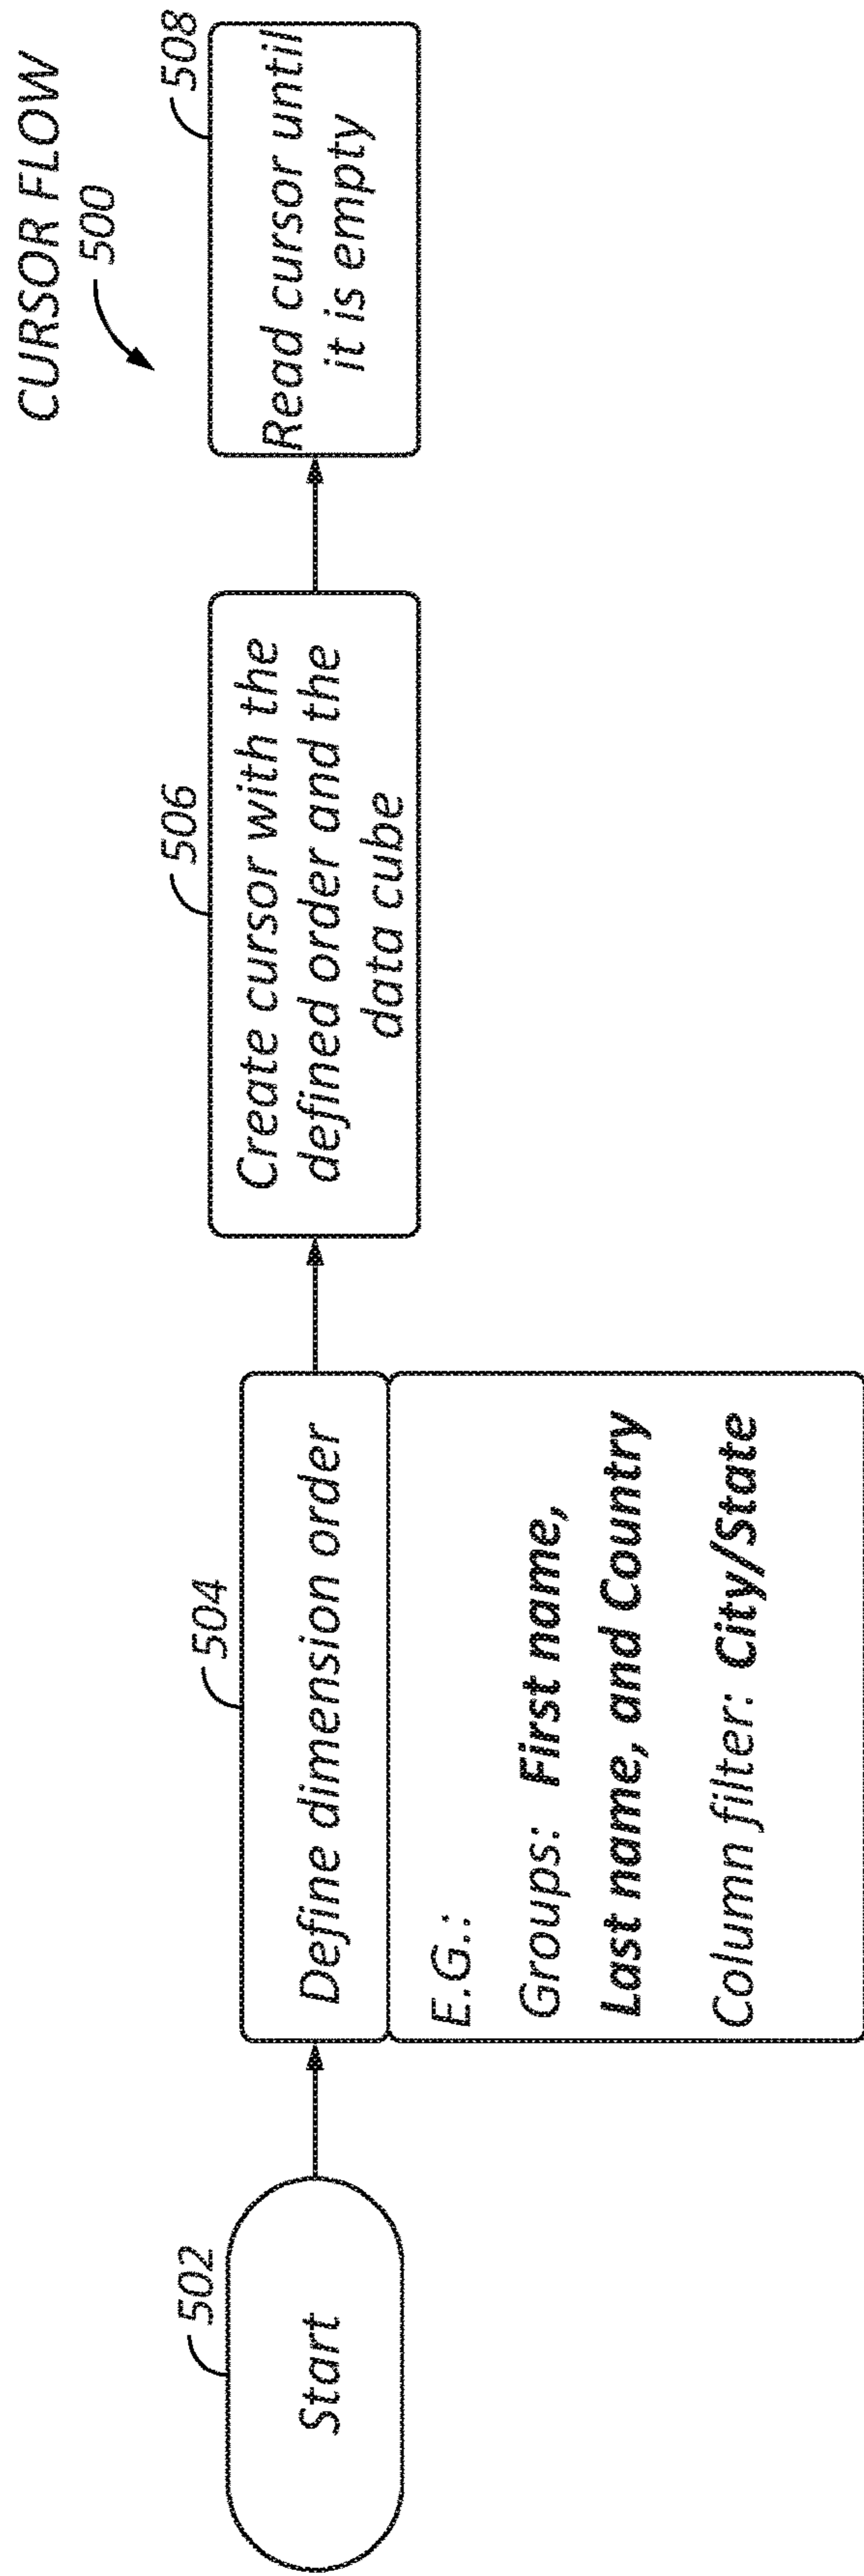 CURSOR FLOW
500
502
Start
504
Define dimension order
E.G.:
Groups: First name,
Last name, and Country
Column filter: City/State
506
Create cursor with the
defined order and the
data cube
508
Read cursor until
it is empty